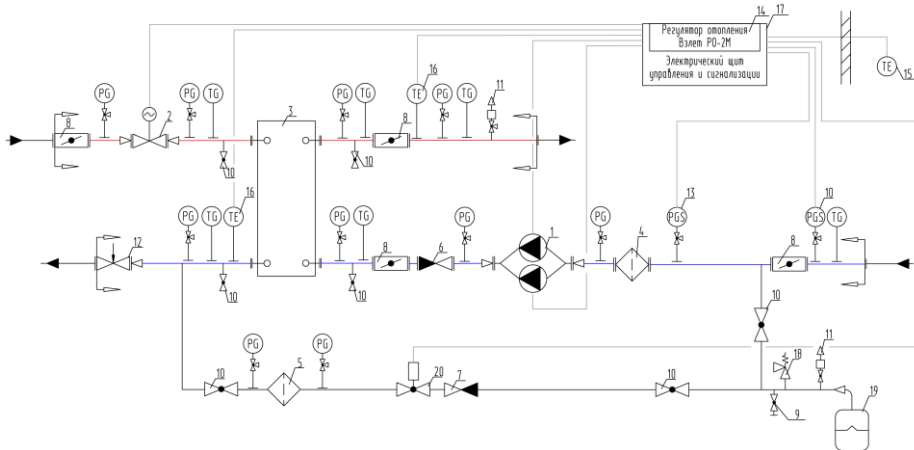 14
17
Регулятор отопления
Взлет РО-2М
Электрический щит
управления и сигнализации
TE
15
PG
8
2
PG
TG
3
PG
TG
TE
16
PG
TG
11
8
10
10
PG
TG
TE
16
PG
TG
PG
1
PG
4
PGS
13
PGS
10
TG
12
8
6
8
10
10
10
PG
PG
10
5
20
7
10
18
11
9
19